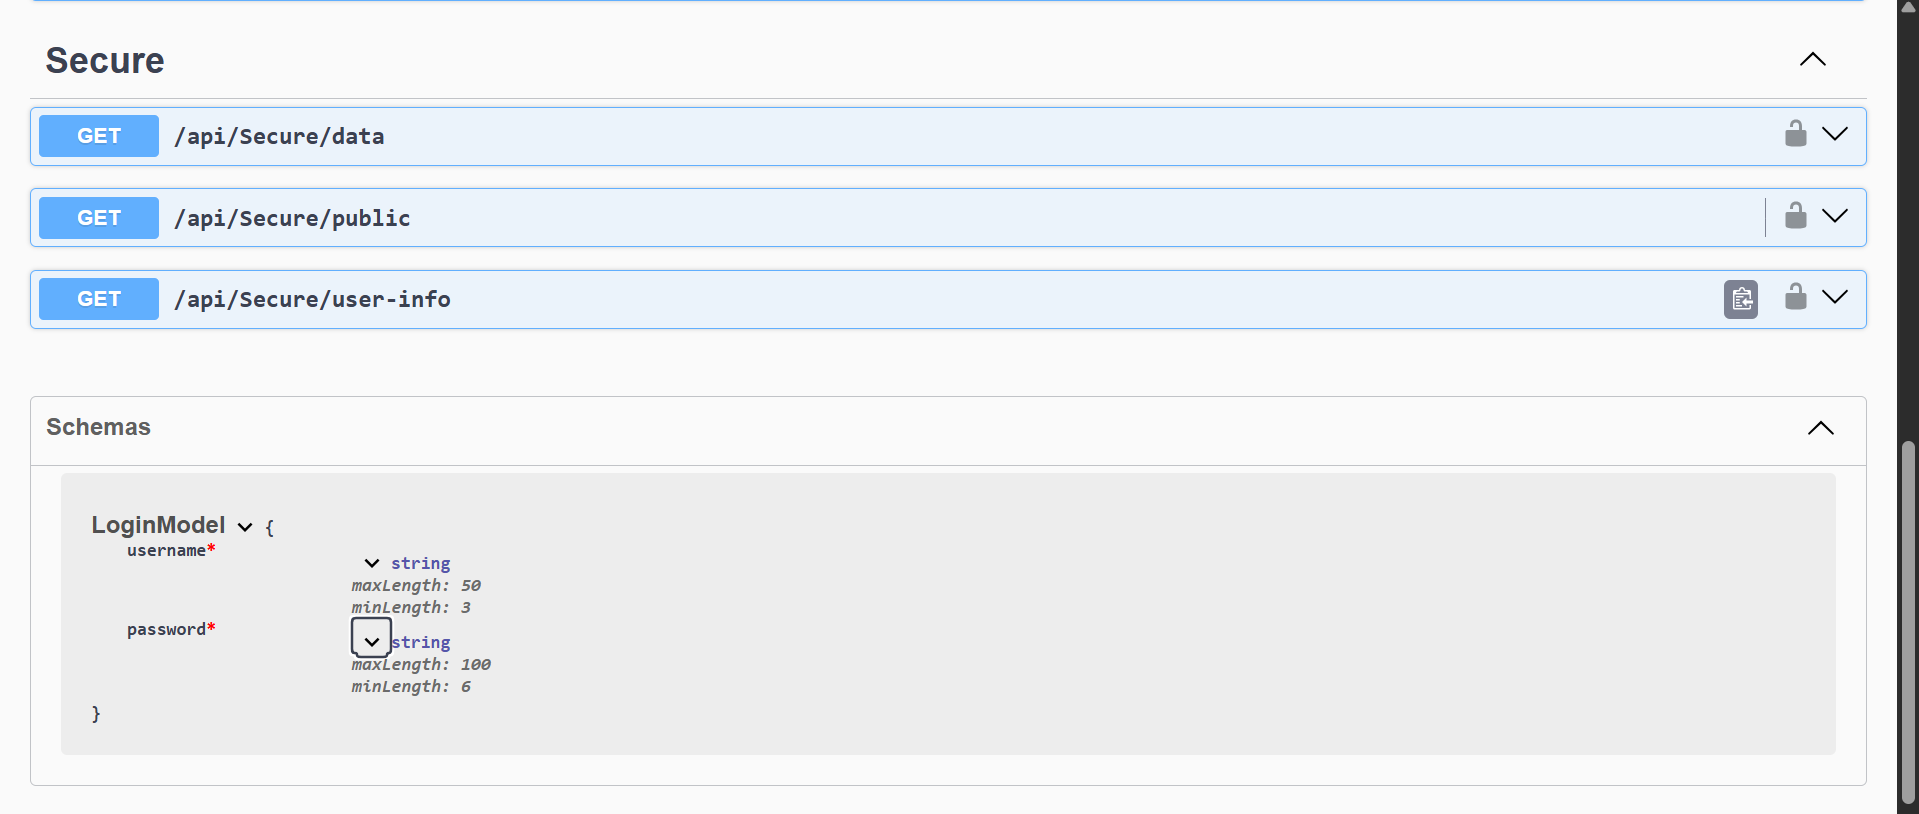 Secure
GET /api/Secure/data
GET /api/Secure/public
GET /api/Secure/user-info
Schemas
LoginModel {
username*
string
maxLength: 50
minLength: 3
password*
string
maxLength: 100
minLength: 6
}